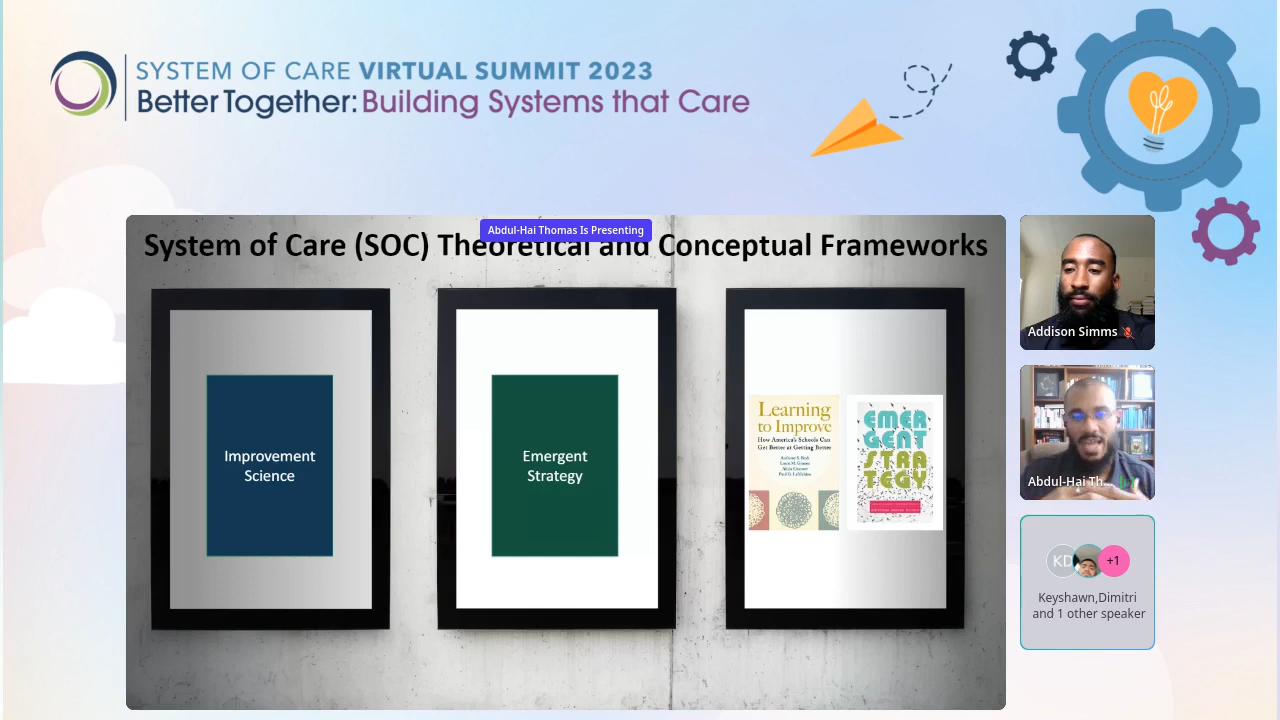 SYSTEM OF CARE VIRTUAL SUMMIT 2023
Better Together: Building Systems that Care
Abdul-Hai Thomas Is Presenting
System of Care (SOC) Theoretical and Conceptual Frameworks
Improvement
Science
Emergent
Strategy
Learning
to Improve
How America's Schools Can
Get Better at Getting Better
EMER
GENT
STRA
TEGY
Addison Simms
Abdul-Hai Th...
KD
+1
Keyshawn,Dimitri
and 1 other speaker